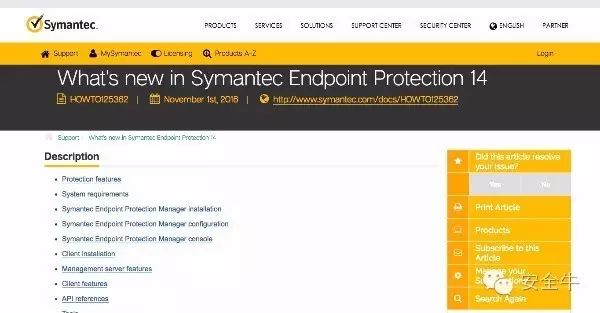 Symantec.
PRODUCTS SERVICES SOLUTIONS SUPPORT CENTER SECURITY CENTER ENGLISH PARTNER
Support MySymantec Licensing Products A-Z Login
What's new in Symantec Endpoint Protection 14
HOWTO125362 | November 1st, 2016 | http://www.symantec.com/docs/HOWTO125362
Support What's new in Symantec Endpoint Protection 14
Description
Protection features
System requirements
Symantec Endpoint Protection Manager installation
Symantec Endpoint Protection Manager configuration
Symantec Endpoint Protection Manager console
Client installation
Management server features
Client features
API references
Did this article resolve
your issue?
Yes No
Print Article
Products
Subscribe to this
Article
Manage your
Search Again
安全牛